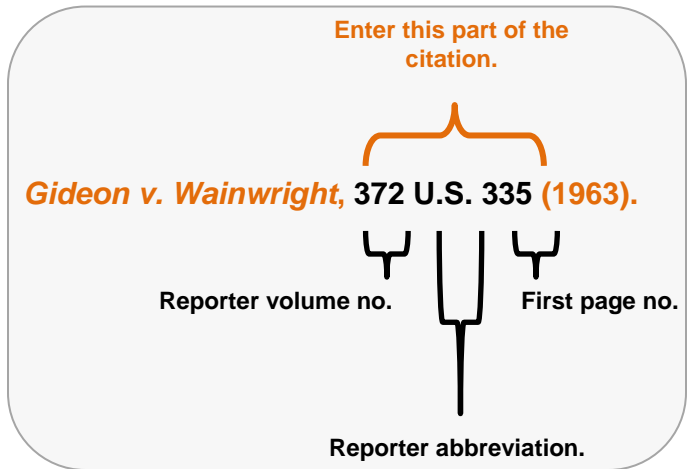 Enter this part of the
citation.
Gideon v. Wainwright, 372 U.S. 335 (1963).
Reporter volume no.
First page no.
Reporter abbreviation.